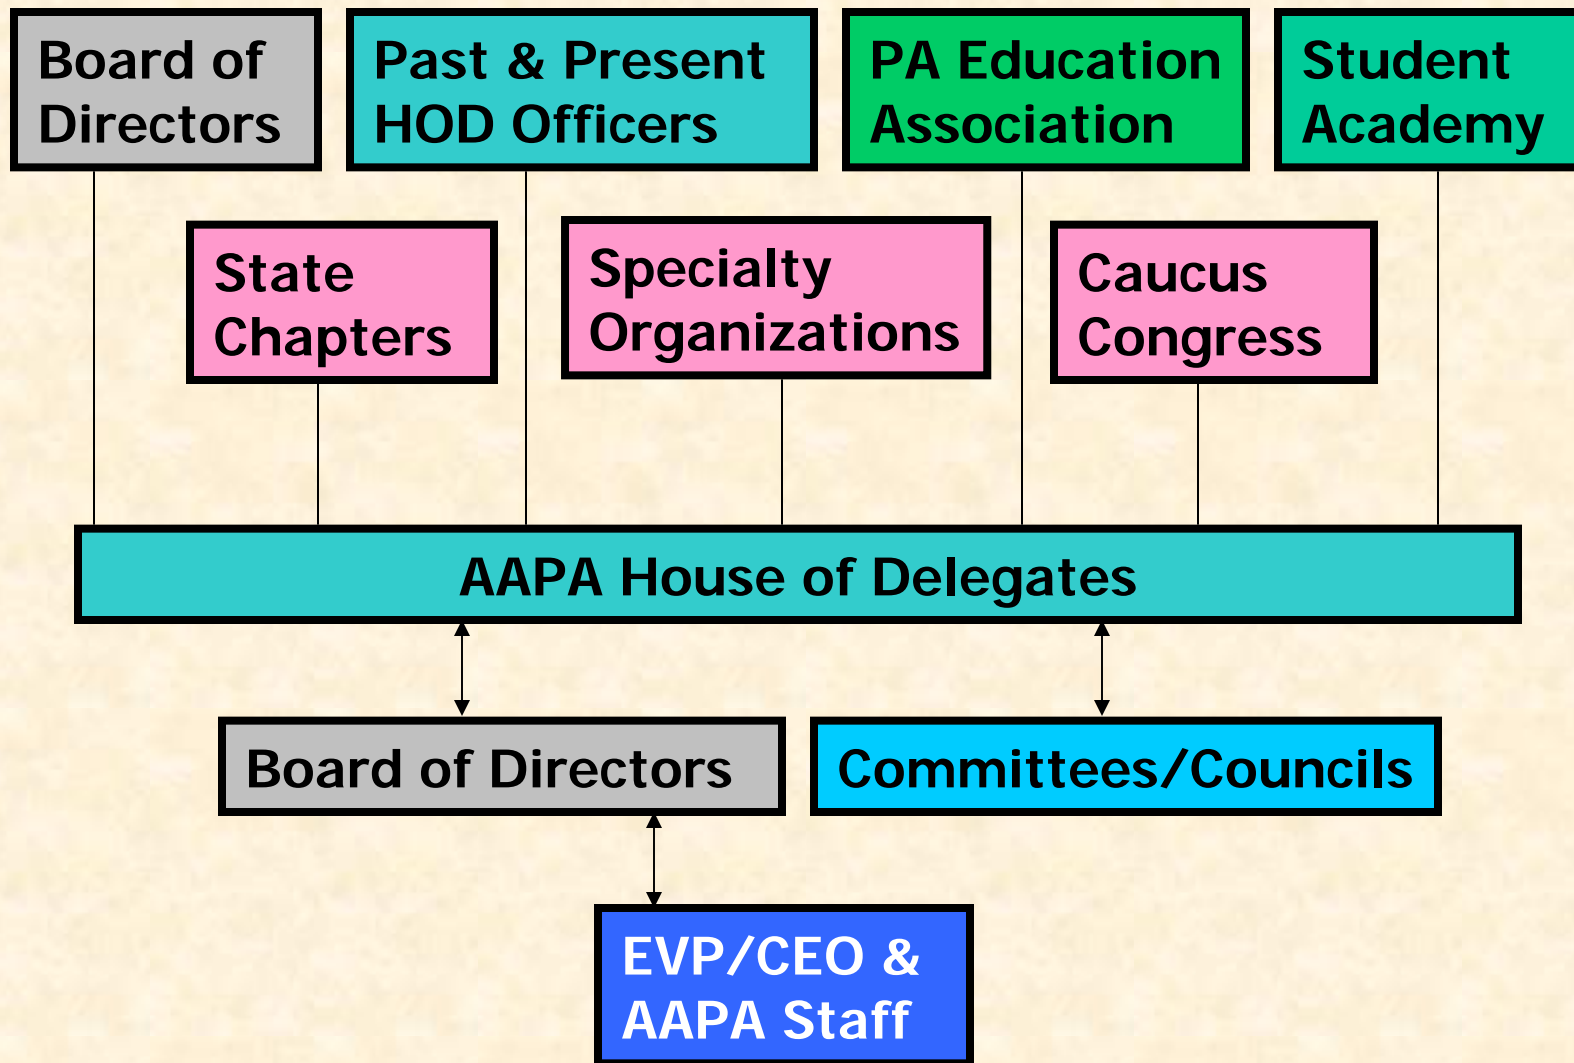 Board of
Directors
Past & Present
HOD Officers
PA Education
Association
Student
Academy
State
Chapters
Specialty
Organizations
Caucus
Congress
AAPA House of Delegates
Board of Directors
Committees/Councils
EVP/CEO &
AAPA Staff